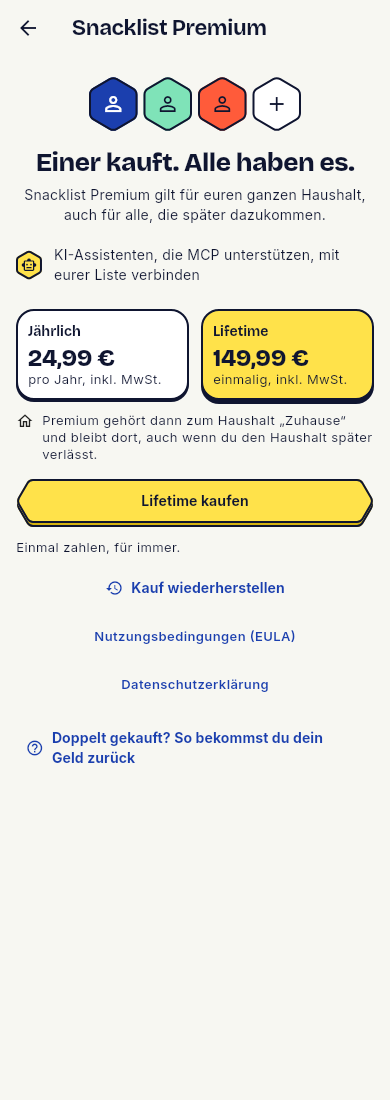 Snacklist Premium
Einer kauft. Alle haben es.
Snacklist Premium gilt für euren ganzen Haushalt,
auch für alle, die später dazukommen.
KI-Assistenten, die MCP unterstützen, mit
eurer Liste verbinden
Jährlich
24,99 €
pro Jahr, inkl. MwSt.
Lifetime
149,99 €
einmalig, inkl. MwSt.
Premium gehört dann zum Haushalt „Zuhause“
und bleibt dort, auch wenn du den Haushalt später
verlässt.
Lifetime kaufen
Einmal zahlen, für immer.
Kauf wiederherstellen
Nutzungsbedingungen (EULA)
Datenschutzerklärung
Doppelt gekauft? So bekommst du dein
Geld zurück